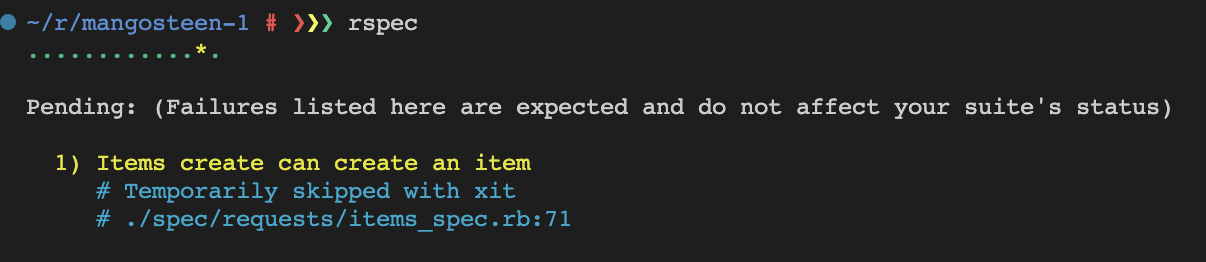 ~/r/mangosteen-1 # ❯❯❯ rspec
............*.
Pending: (Failures listed here are expected and do not affect your suite's status)
1) Items create can create an item
# Temporarily skipped with xit
# ./spec/requests/items_spec.rb:71